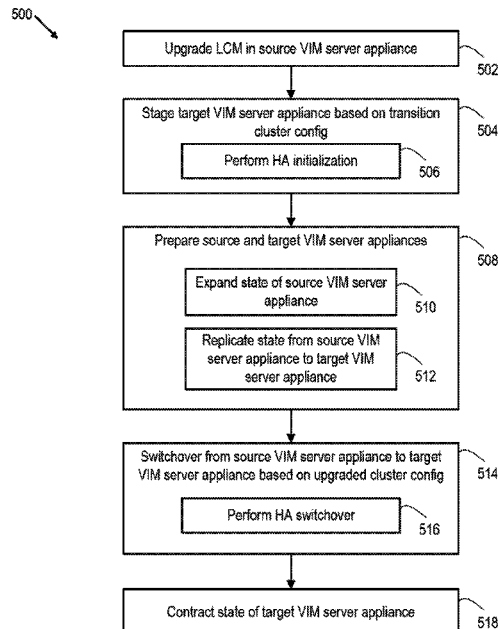 500
Upgrade LCM in source VIM server appliance
502
Stage target VIM server appliance based on transition
cluster config
504
Perform HA initialization
506
Prepare source and target VIM server appliances
508
Expand state of source VIM server
appliance
510
Replicate state from source VIM
server appliance to target VIM
server appliance
512
Switchover from source VIM server appliance to target
VIM server appliance based on upgraded cluster config
514
Perform HA switchover
516
Contract state of target VIM server appliance
518